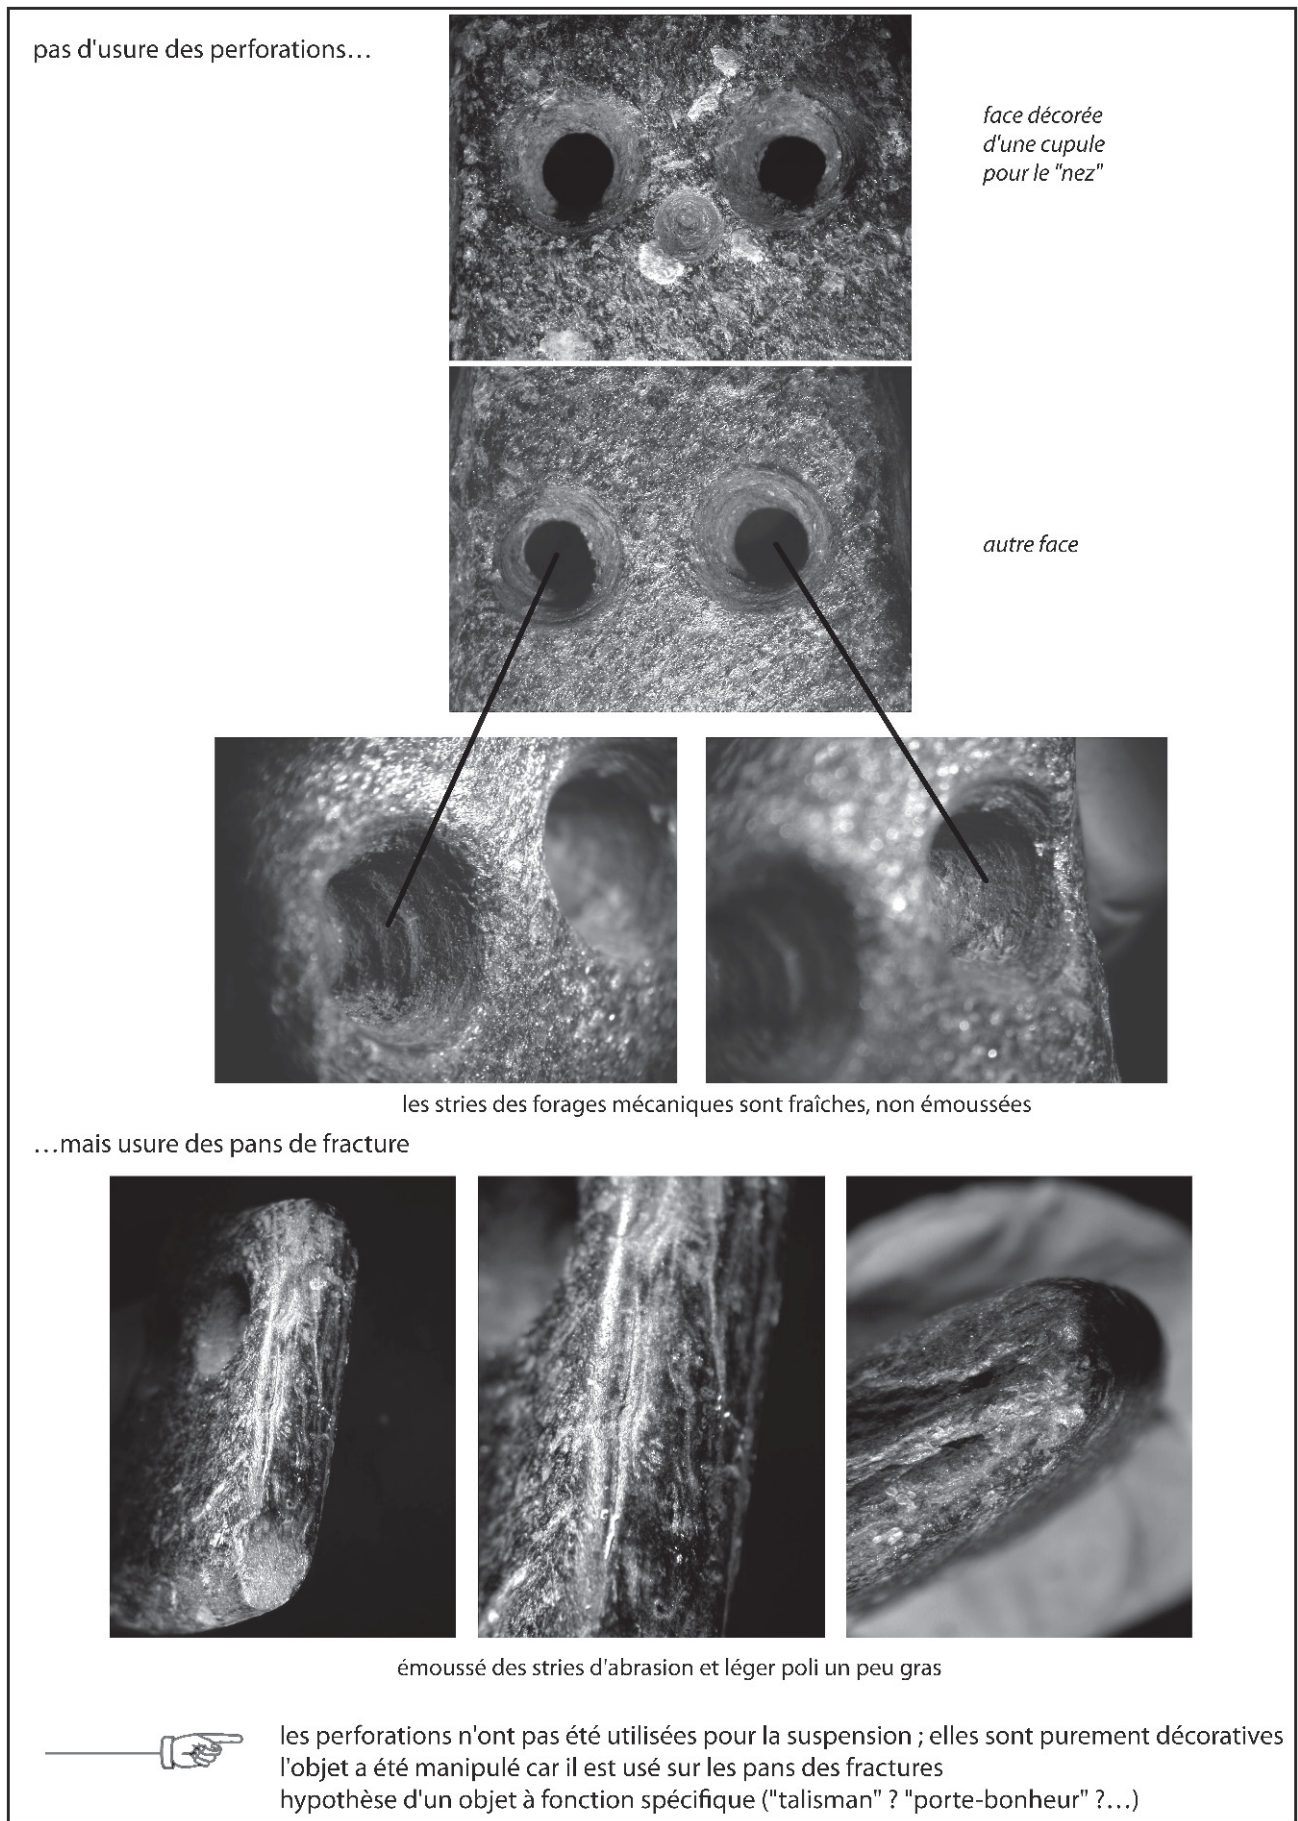 pas d'usure des perforations…
face décorée
d'une cupule
pour le "nez"
autre face
les stries des forages mécaniques sont fraîches, non émoussées
…mais usure des pans de fracture
émoussé des stries d'abrasion et léger poli un peu gras
les perforations n'ont pas été utilisées pour la suspension ; elles sont purement décoratives
l'objet a été manipulé car il est usé sur les pans des fractures
hypothèse d'un objet à fonction spécifique ("talisman" ? "porte-bonheur" ?…)